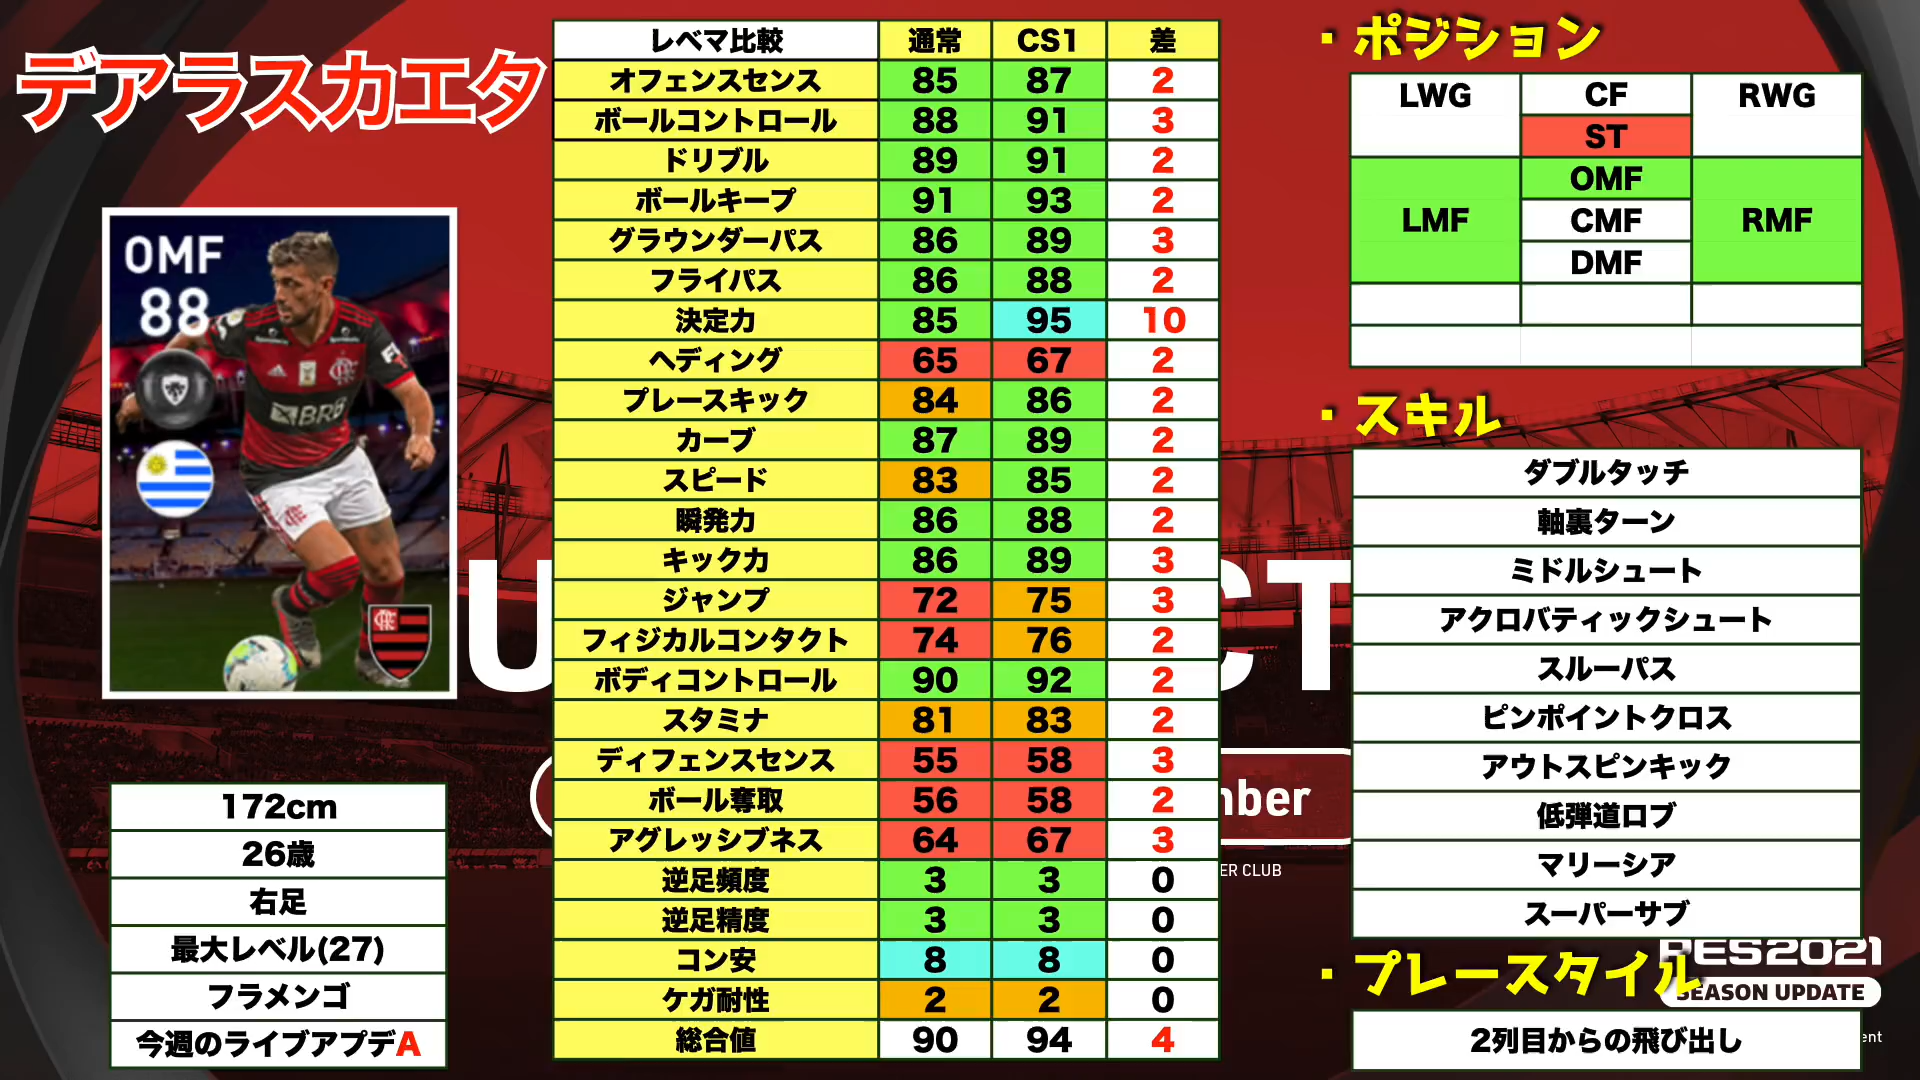 デアラスカエタ
OMF
88
BRB
172cm
26歳
右足
最大レベル(27)
フラメンゴ
今週のライブアプデA
レベマ比較 通常 CS1 差
オフェンスセンス 85 87 2
ボールコントロール 88 91 3
ドリブル 89 91 2
ボールキープ 91 93 2
グラウンダーパス 86 89 3
フライパス 86 88 2
決定力 85 95 10
ヘディング 65 67 2
プレースキック 84 86 2
カーブ 87 89 2
スピード 83 85 2
瞬発力 86 88 2
キック力 86 89 3
ジャンプ 72 75 3
フィジカルコンタクト 74 76 2
ボディコントロール 90 92 2
スタミナ 81 83 2
ディフェンスセンス 55 58 3
ボール奪取 56 58 2
アグレッシブネス 64 67 3
逆足頻度 3 3 0
逆足精度 3 3 0
コン安 8 8 0
ケガ耐性 2 2 0
総合値 90 94 4
・ポジション
LWG CF RWG
ST
OMF
LMF CMF RMF
DMF
・スキル
ダブルタッチ
軸裏ターン
ミドルシュート
アクロバティックシュート
スルーパス
ピンポイントクロス
アウトスピンキック
低弾道ロブ
マリーシア
スーパーサブ
・プレースタイル
2列目からの飛び出し
PES2021
SEASON UPDATE
ER CLUB